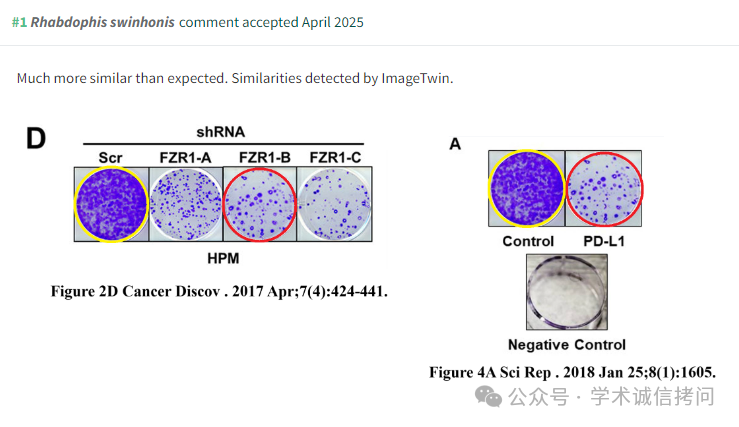 #1 Rhabdophis swinhonis comment accepted April 2025
Much more similar than expected. Similarities detected by ImageTwin.
D
shRNA
Scr FZR1-A FZR1-B FZR1-C
HPM
Figure 2D Cancer Discov . 2017 Apr;7(4):424-441.
A
Control PD-L1
Negative Control
Figure 4A Sci Rep . 2018 Jan 25;8(1):1605.
公众号 · 学术诚信拷问